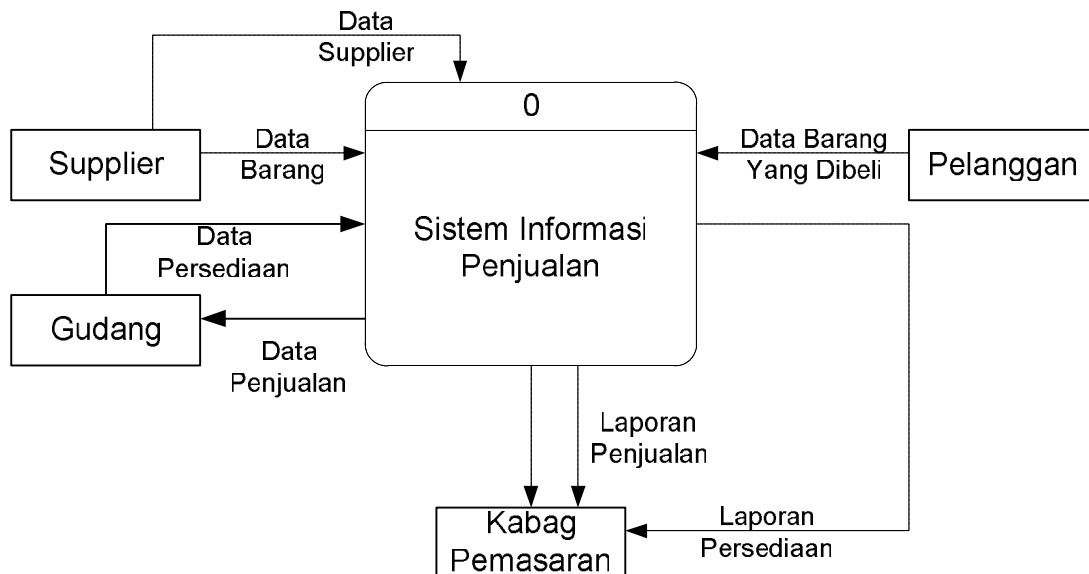 Data
Supplier
0
Supplier
Data
Barang
Data Barang
Yang Dibeli
Pelanggan
Data
Persediaan
Sistem Informasi
Penjualan
Gudang
Data
Penjualan
Laporan
Penjualan
Kabag
Pemasaran
Laporan
Persediaan